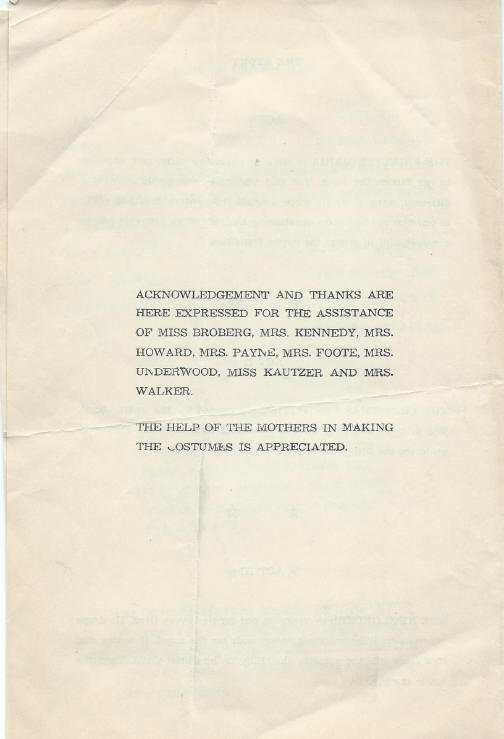 ACKNOWLEDGEMENT AND THANKS ARE
HERE EXPRESSED FOR THE ASSISTANCE
OF MISS BROBERG, MRS. KENNEDY, MRS.
HOWARD, MRS. PAYNE, MRS. FOOTE, MRS.
UNDERWOOD, MISS KAUTZER AND MRS.
WALKER.
THE HELP OF THE MOTHERS IN MAKING
THE COSTUMES IS APPRECIATED.